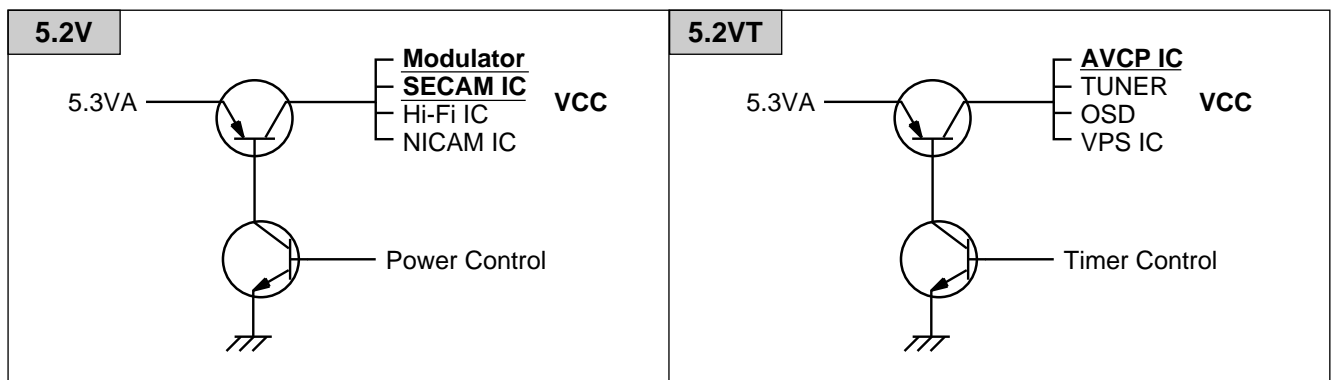 5.2V
Modulator
SECAM IC
Hi-Fi IC
NICAM IC
5.3VA
VCC
Power Control
5.2VT
AVCP IC
TUNER
OSD
VPS IC
5.3VA
VCC
Timer Control